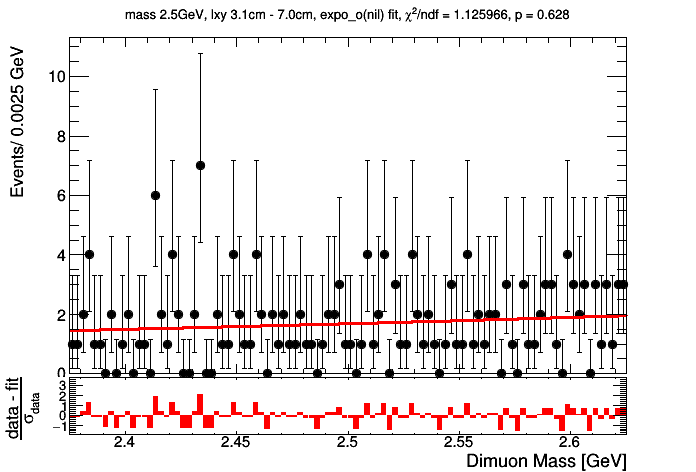 mass 2.5GeV, lxy 3.1cm - 7.0cm, expo_o(nil) fit, χ²/ndf = 1.125966, p = 0.628
Events/ 0.0025 GeV
10
8
6
4
2
0
data - fit
σdata
3
2
1
0
−1
2.4 2.45 2.5 2.55 2.6
Dimuon Mass [GeV]